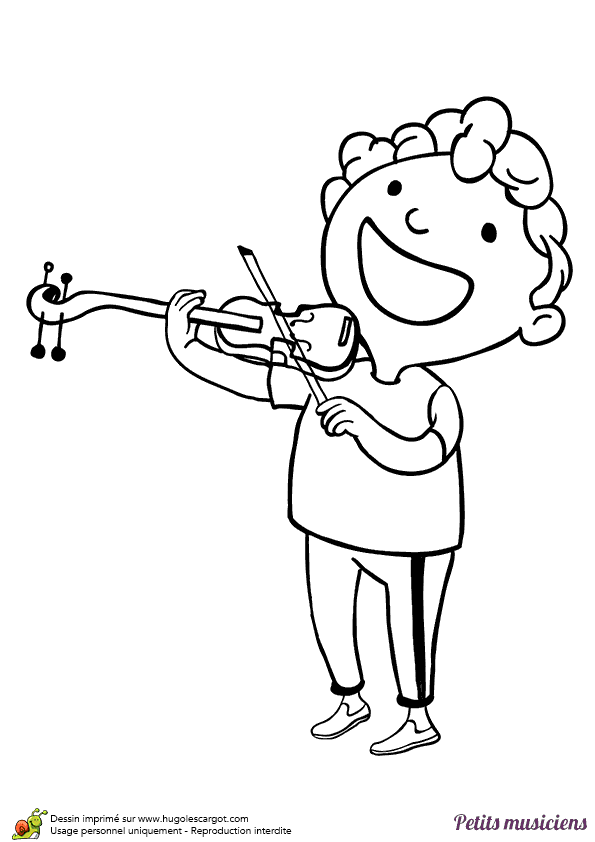 Dessin imprimé sur www.hugolescargot.com
Usage personnel uniquement - Reproduction interdite
Petits musiciens